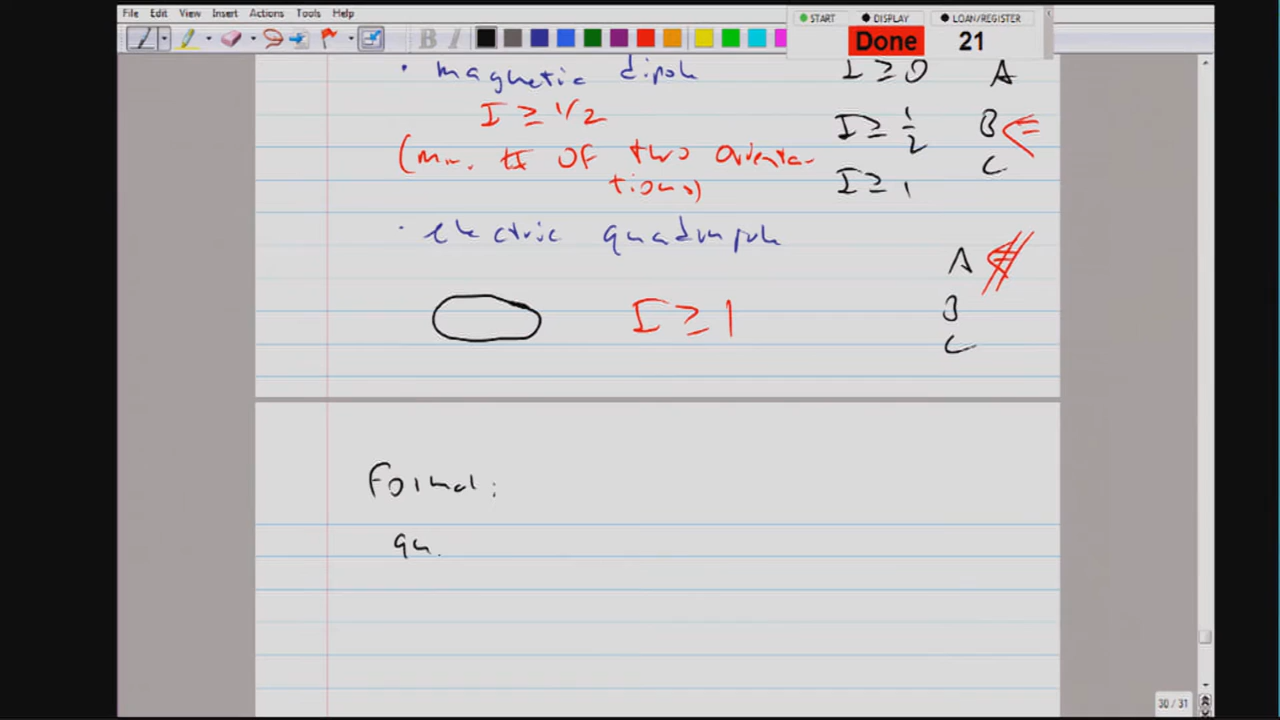 File Edit View Insert Actions Tools Help
START DISPLAY LOAN/REGISTER
Done 21
B I
• magnetic dipole I ≥ 0 A
I ≥ 1/2 I ≥ 1/2 B
(min. # of two orienta-
tions) I ≥ 1 C
• electric quadrupole
A
I ≥ 1 B
C
Formal:
qu
30 / 31